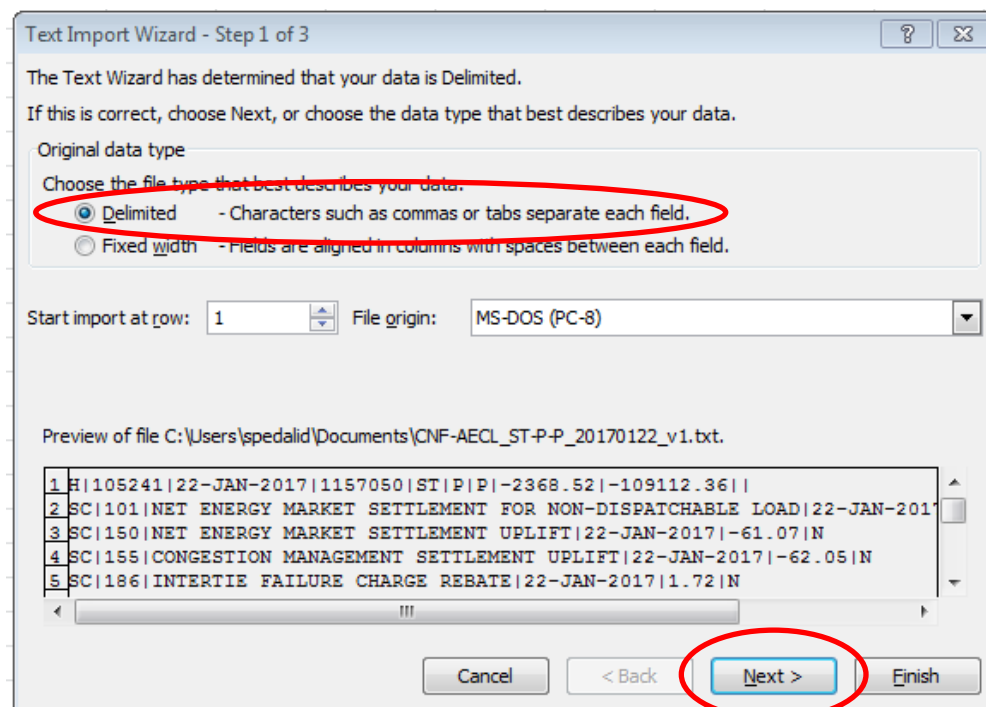 Text Import Wizard - Step 1 of 3
The Text Wizard has determined that your data is Delimited.
If this is correct, choose Next, or choose the data type that best describes your data.
Original data type
Choose the file type that best describes your data:
Delimited - Characters such as commas or tabs separate each field.
Fixed width - Fields are aligned in columns with spaces between each field.
Start import at row: 1 File origin: MS-DOS (PC-8)
Preview of file C:\Users\spedalid\Documents\CNF-AECL_ST-P-P_20170122_v1.txt.
1 H|105241|22-JAN-2017|1157050|ST|P|P|-2368.52|-109112.36||
2 SC|101|NET ENERGY MARKET SETTLEMENT FOR NON-DISPATCHABLE LOAD|22-JAN-201
3 SC|150|NET ENERGY MARKET SETTLEMENT UPLIFT|22-JAN-2017|-61.07|N
4 SC|155|CONGESTION MANAGEMENT SETTLEMENT UPLIFT|22-JAN-2017|-62.05|N
5 SC|186|INTERTIE FAILURE CHARGE REBATE|22-JAN-2017|1.72|N
Cancel < Back Next > Finish